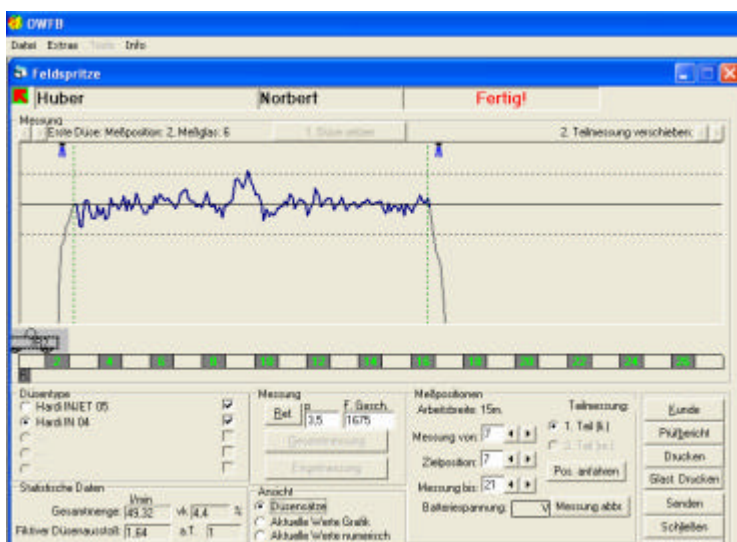 OWFB
Datei Extras Tools Info
Feldspritze
Huber Norbert Fertig!
Messung
Erste Düse: Meßposition: 2, Meßglas: 6 1. Düse setzen 2. Teilmessung verschieben:
2 4 6 8 10 12 14 16 18 20 22 24 26
Düsentype
Hardi INJET 05
Hardi IN 04
Statistische Daten
l/min
Gesamtmenge: 49,32 vk 4,4 %
Fiktiver Düsenausstoß: 1,64 a.T. 1
Messung
Ref. p F. Gesch.
3,5 1675
Gesamtmessung
Einzelmessung
Ansicht
Düsensätze
Aktuelle Werte Grafik
Aktuelle Werte numerisch
Meßpositionen
Arbeitsbreite: 15m. Teilmessung:
Messung von: 7 1. Teil (li.)
Zielposition: 7 Pos. anfahren
Messung bis: 21
Batteriespannung: V Messung abbr.
Kunde
Prüfbericht
Drucken
Glast. Drucken
Senden
Schließen